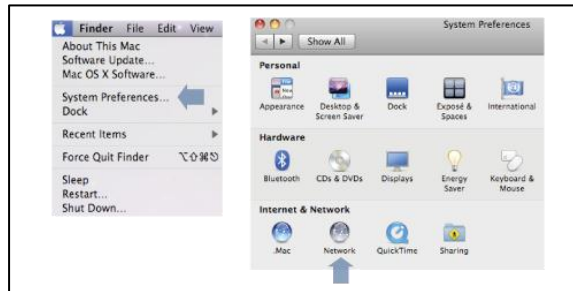 Finder File Edit View
About This Mac
Software Update...
Mac OS X Software...
System Preferences...
Dock
Recent Items
Force Quit Finder ⌥⇧⌘⎋
Sleep
Restart...
Shut Down...
System Preferences
Show All
Personal
Appearance Desktop & Screen Saver Dock Exposé & Spaces International
Hardware
Bluetooth CDs & DVDs Displays Energy Saver Keyboard & Mouse
Internet & Network
.Mac Network QuickTime Sharing